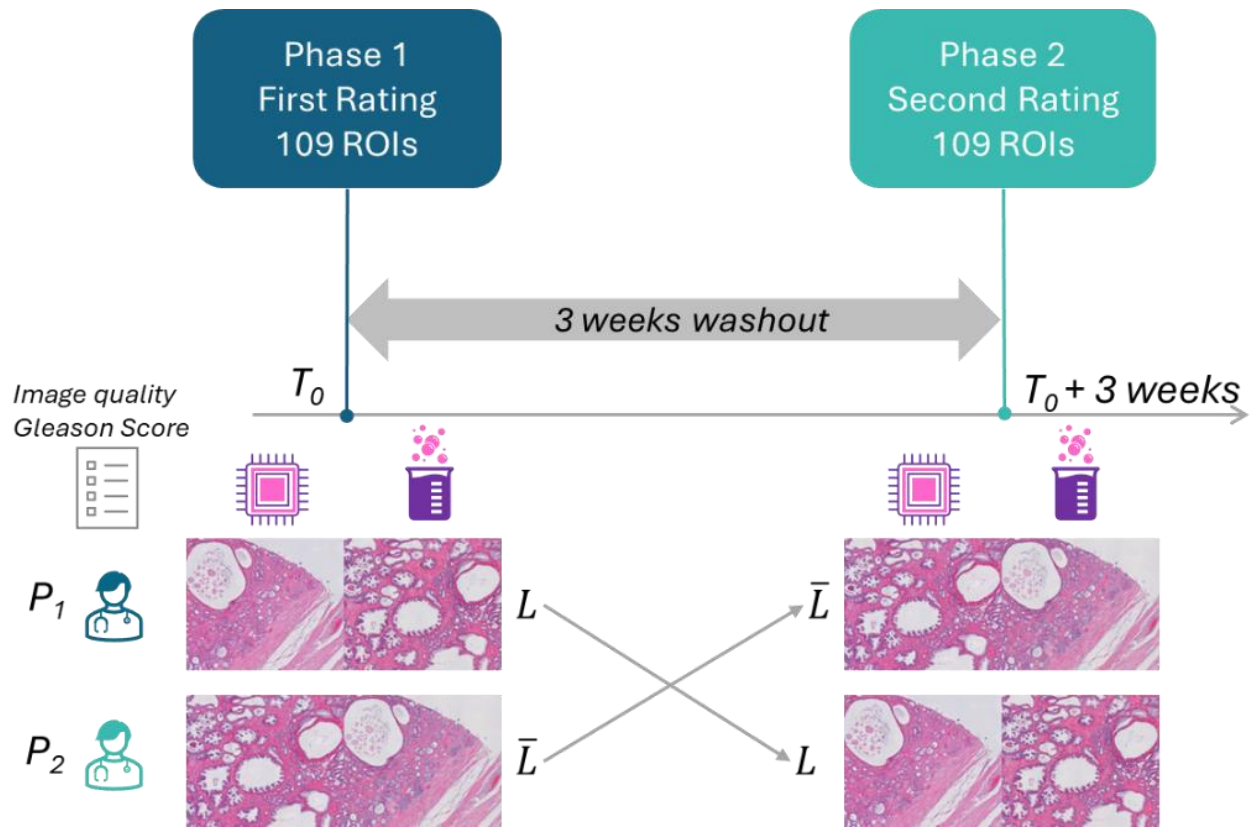 Phase 1
First Rating
109 ROIs
Phase 2
Second Rating
109 ROIs
3 weeks washout
T₀
T₀ + 3 weeks
Image quality
Gleason Score
P₁
L
L̅
P₂
L̅
L